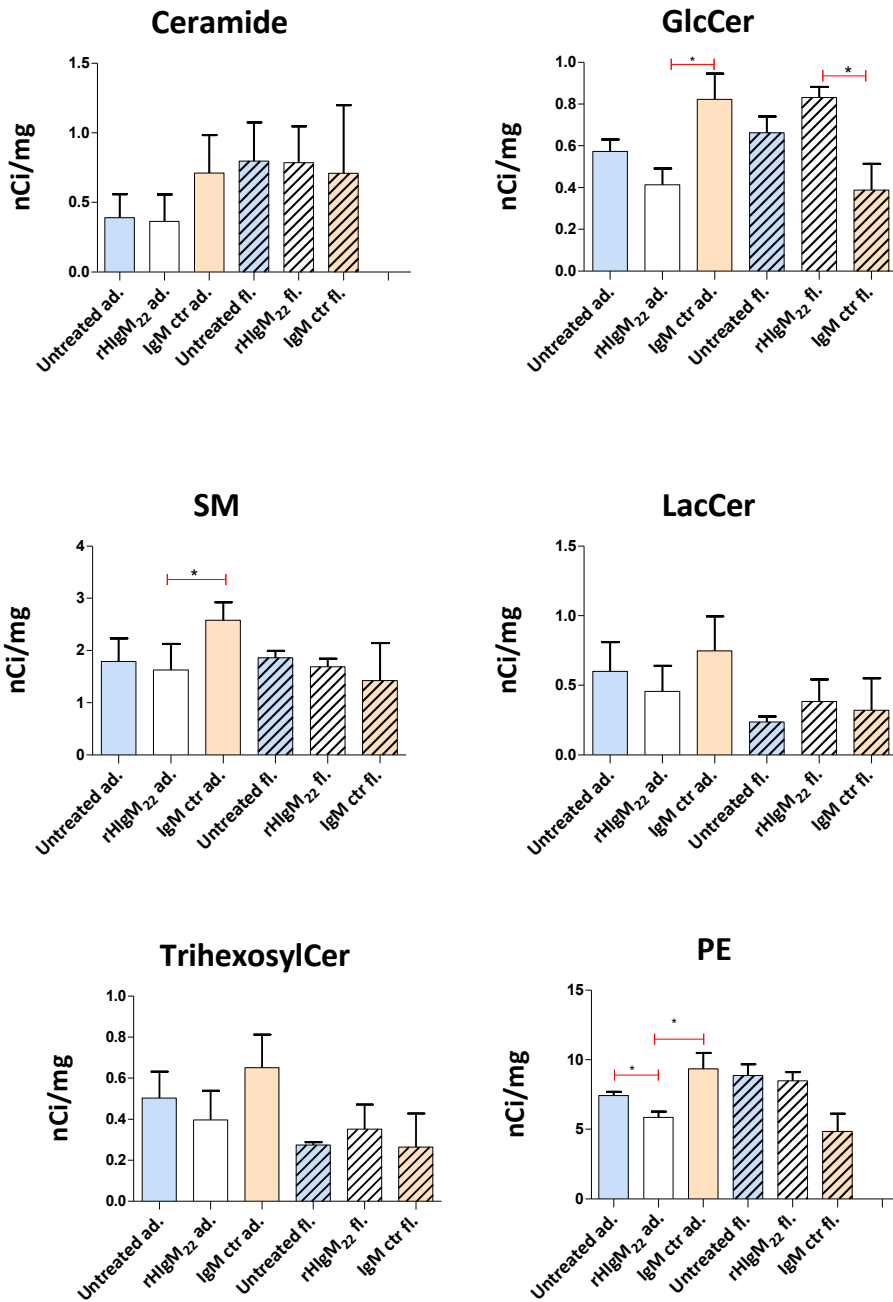 Ceramide
nCi/mg
1.5
1.0
0.5
0.0
Untreated ad.
rHIgM22 ad.
IgM ctr ad.
Untreated fl.
rHIgM22 fl.
IgM ctr fl.
GlcCer
nCi/mg
1.0
0.8
0.6
0.4
0.2
0.0
*
*
Untreated ad.
rHIgM22 ad.
IgM ctr ad.
Untreated fl.
rHIgM22 fl.
IgM ctr fl.
SM
nCi/mg
4
3
2
1
0
*
Untreated ad.
rHIgM22 ad.
IgM ctr ad.
Untreated fl.
rHIgM22 fl.
IgM ctr fl.
LacCer
nCi/mg
1.5
1.0
0.5
0.0
Untreated ad.
rHIgM22 ad.
IgM ctr ad.
Untreated fl.
rHIgM22 fl.
IgM ctr fl.
TrihexosylCer
nCi/mg
1.0
0.8
0.6
0.4
0.2
0.0
Untreated ad.
rHIgM22 ad.
IgM ctr ad.
Untreated fl.
rHIgM22 fl.
IgM ctr fl.
PE
nCi/mg
15
10
5
0
*
*
Untreated ad.
rHIgM22 ad.
IgM ctr ad.
Untreated fl.
rHIgM22 fl.
IgM ctr fl.